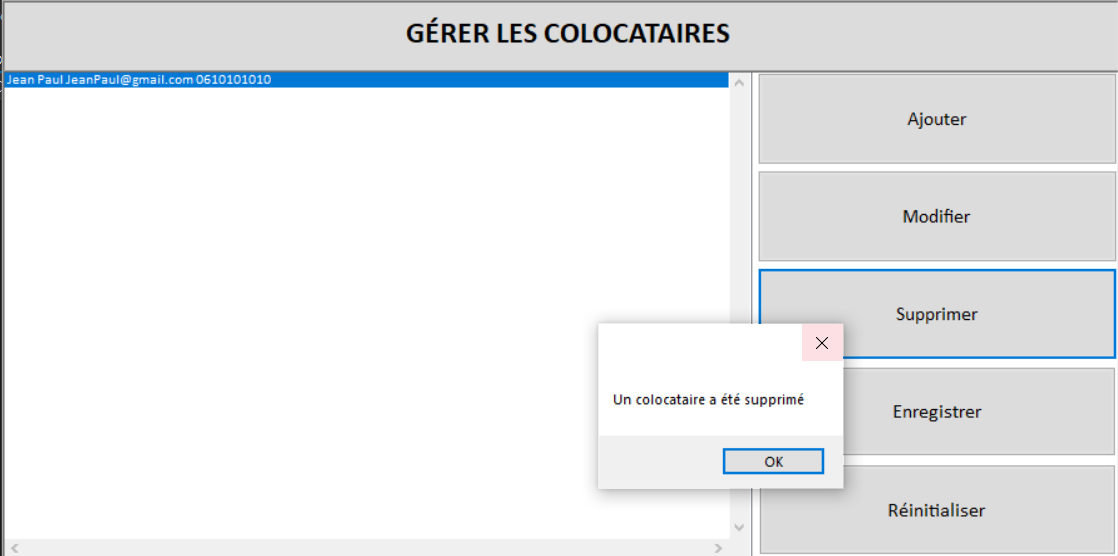 GÉRER LES COLOCATAIRES
Jean Paul JeanPaul@gmail.com 0610101010
Ajouter
Modifier
Supprimer
Un colocataire a été supprimé
OK
Enregistrer
Réinitialiser